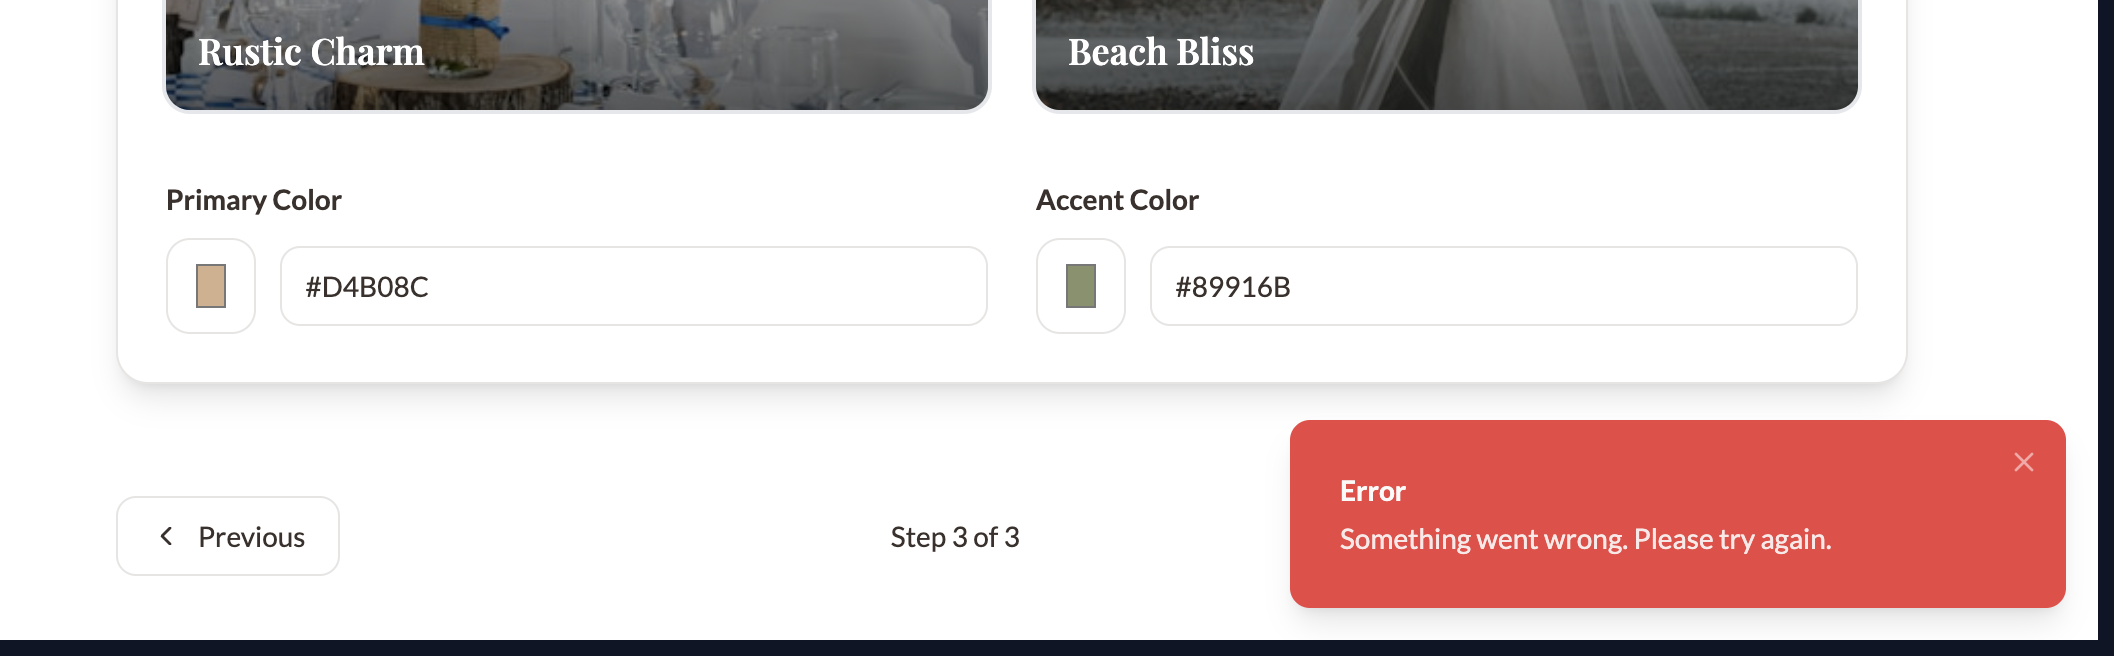 Rustic Charm
Beach Bliss
Primary Color
Accent Color
#D4B08C
#89916B
Previous
Step 3 of 3
Error
Something went wrong. Please try again.